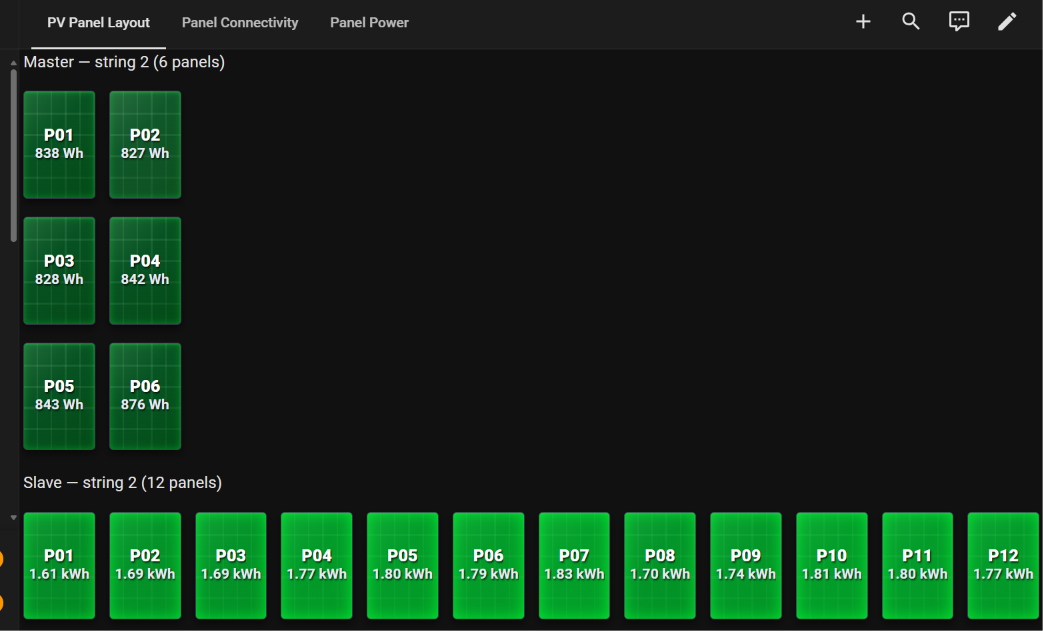 PV Panel Layout Panel Connectivity Panel Power
Master — string 2 (6 panels)
P01 P02
838 Wh 827 Wh
P03 P04
828 Wh 842 Wh
P05 P06
843 Wh 876 Wh
Slave — string 2 (12 panels)
P01 P02 P03 P04 P05 P06 P07 P08 P09 P10 P11 P12
1.61 kWh 1.69 kWh 1.69 kWh 1.77 kWh 1.80 kWh 1.79 kWh 1.83 kWh 1.70 kWh 1.74 kWh 1.81 kWh 1.80 kWh 1.77 kWh